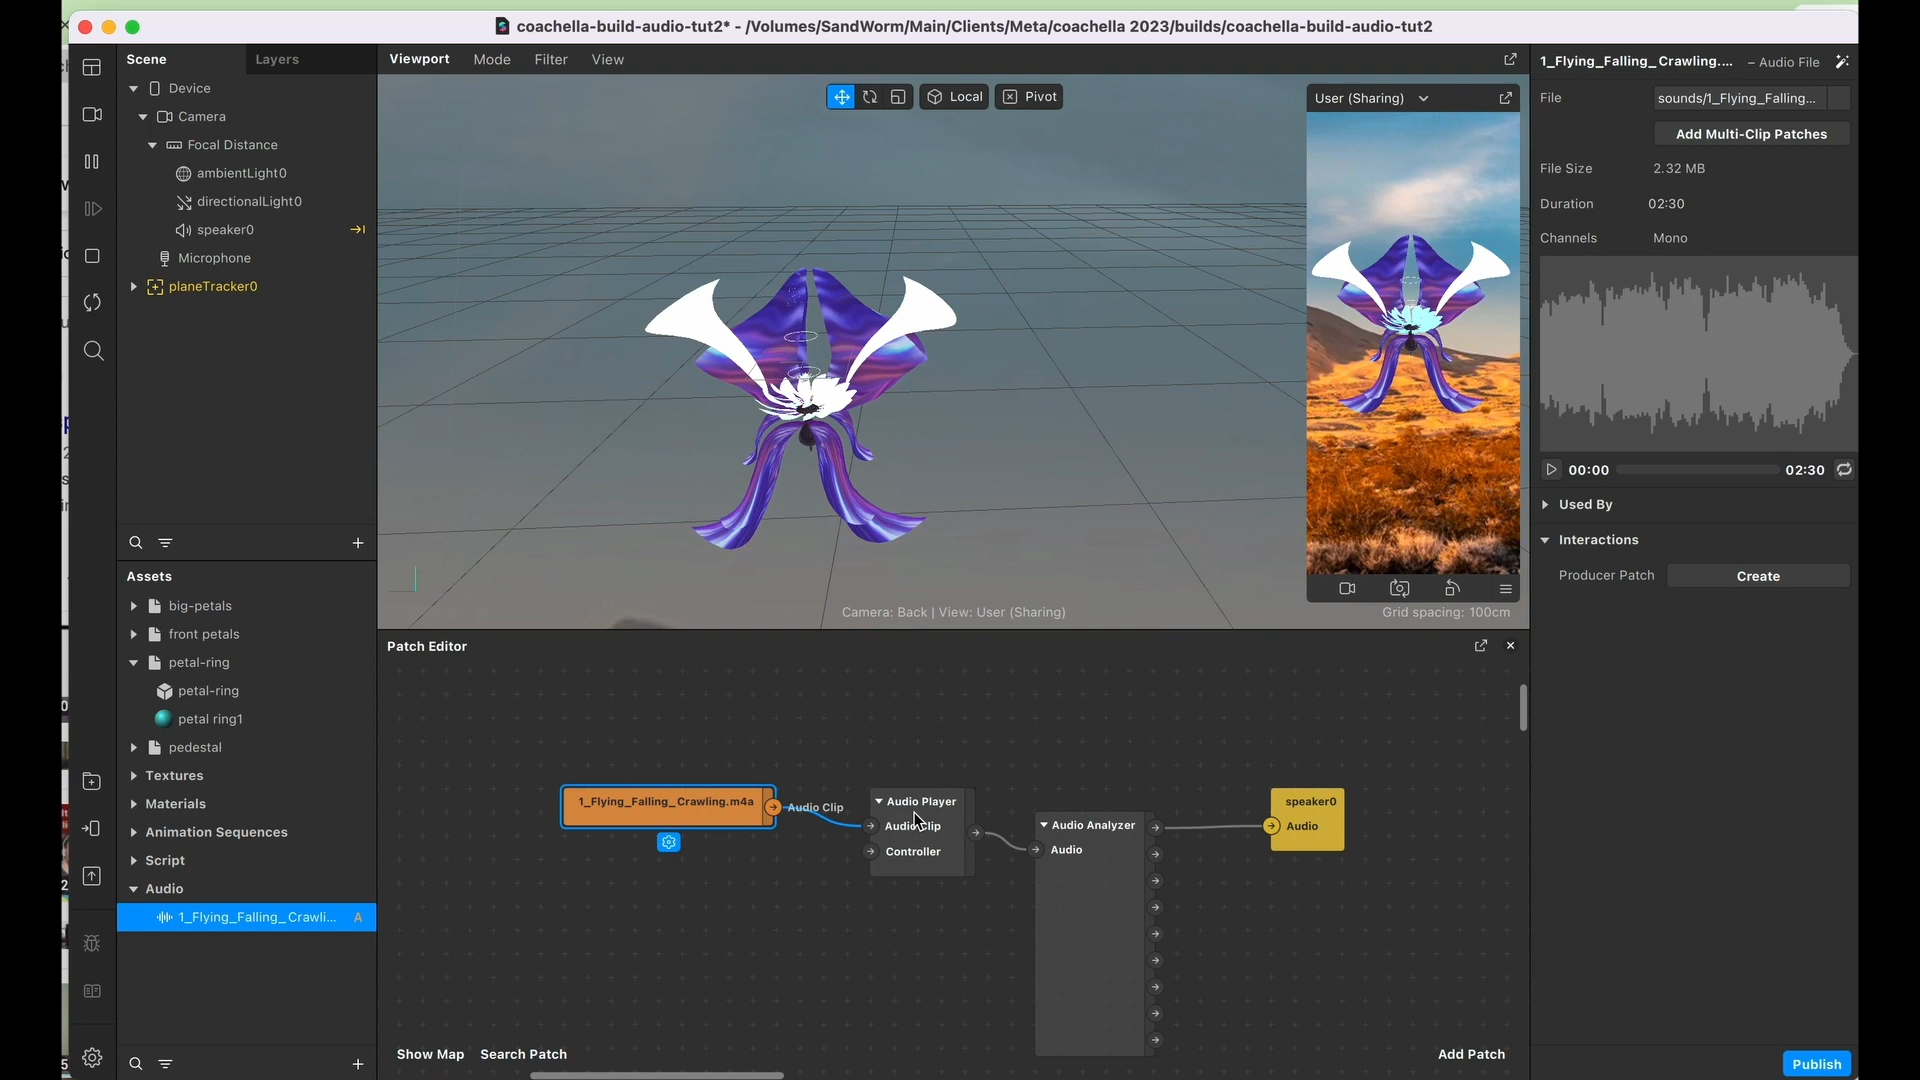 coachella-build-audio-tut2* - /Volumes/SandWorm/Main/Clients/Meta/coachella 2023/builds/coachella-build-audio-tut2
Scene
Layers
Device
Camera
Focal Distance
ambientLight0
directionalLight0
speaker0
Microphone
planeTracker0
Assets
big-petals
front petals
petal-ring
petal-ring
petal ring1
pedestal
Textures
Materials
Animation Sequences
Script
Audio
1_Flying_Falling_Crawli... A
Viewport Mode Filter View
Local
Pivot
User (Sharing)
Camera: Back | View: User (Sharing)
Grid spacing: 100cm
Patch Editor
1_Flying_Falling_Crawling.m4a
Audio Clip
Audio Player
Audio Clip
Controller
Audio Analyzer
Audio
speaker0
Audio
Show Map
Search Patch
Add Patch
1_Flying_Falling_Crawling.... – Audio File
File
sounds/1_Flying_Falling...
Add Multi-Clip Patches
File Size 2.32 MB
Duration 02:30
Channels Mono
00:00
02:30
Used By
Interactions
Producer Patch
Create
Publish